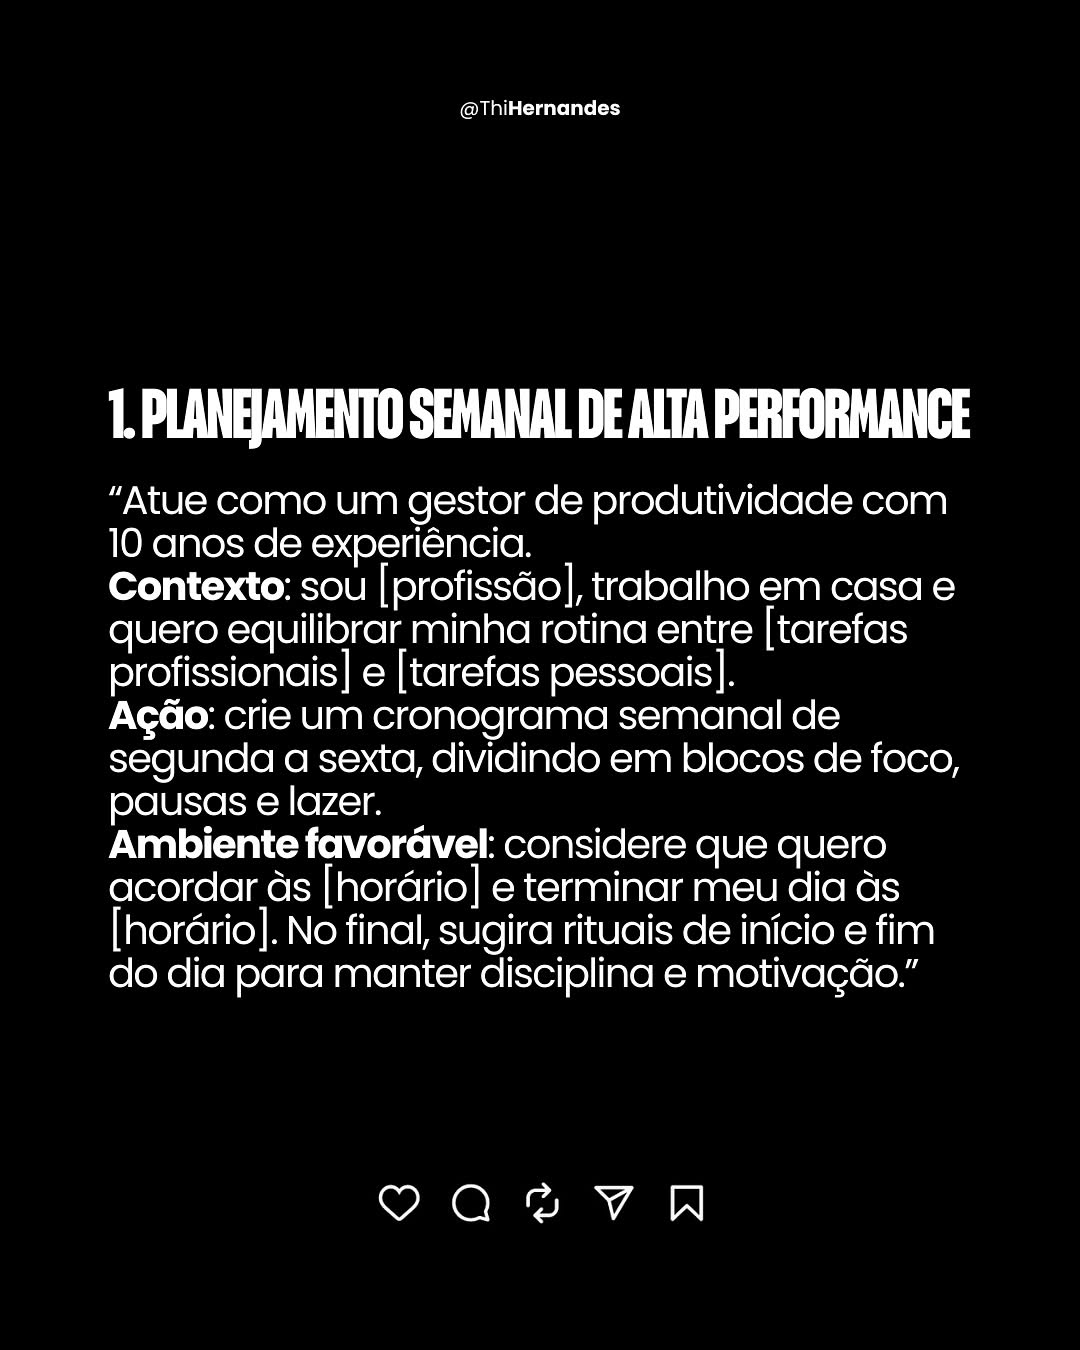 @ThiHernandes
1. PLANEJAMENTO SEMANAL DE ALTA PERFORMANCE
“Atue como um gestor de produtividade com
10 anos de experiência.
Contexto: sou [profissão], trabalho em casa e
quero equilibrar minha rotina entre [tarefas
profissionais] e [tarefas pessoais].
Ação: crie um cronograma semanal de
segunda a sexta, dividindo em blocos de foco,
pausas e lazer.
Ambiente favorável: considere que quero
acordar às [horário] e terminar meu dia às
[horário]. No final, sugira rituais de início e fim
do dia para manter disciplina e motivação.”